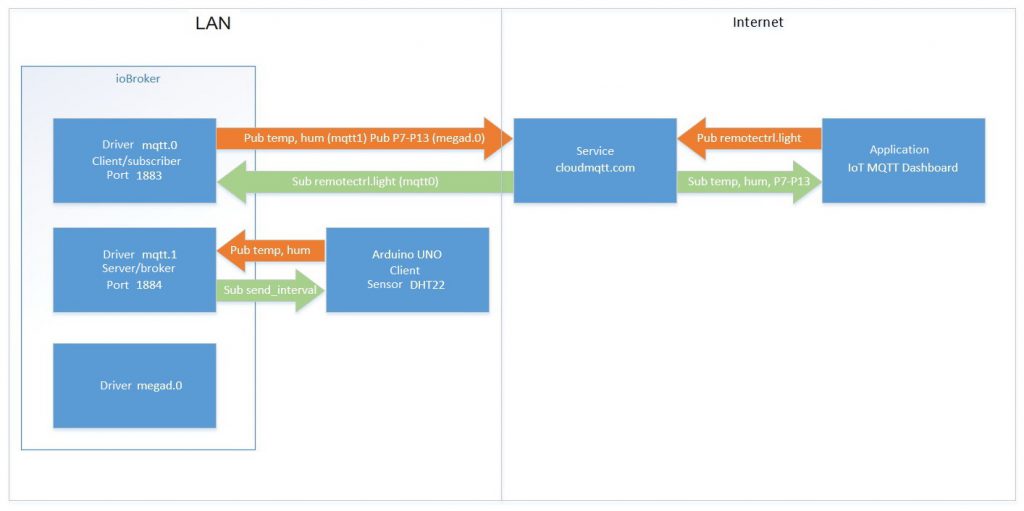 LAN
Internet
ioBroker
Driver mqtt.0
Client/subscriber
Port 1883
Pub temp, hum (mqtt1) Pub P7-P13 (megad.0)
Sub remotectrl.light (mqtt0)
Service
cloudmqtt.com
Pub remotectrl.light
Sub temp, hum, P7-P13
Application
IoT MQTT Dashboard
Driver mqtt.1
Server/broker
Port 1884
Pub temp, hum
Sub send_interval
Arduino UNO
Client
Sensor DHT22
Driver megad.0